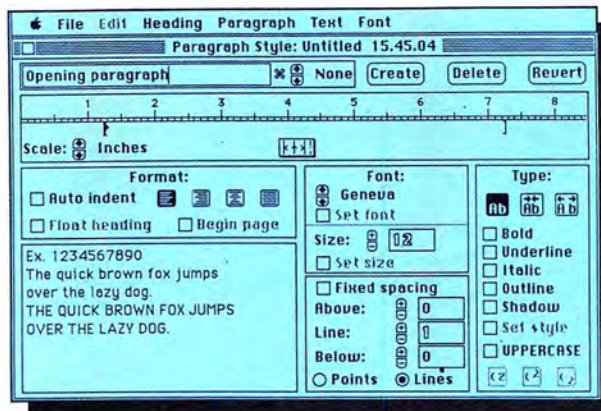 File Edit Heading Paragraph Text Font
Paragraph Style: Untitled 15.45.04
Opening paragraph ⌘ None Create Delete Revert
1 2 3 4 5 6 7 8
Scale: Inches
Format:
Auto indent
Float heading Begin page
Ex. 1234567890
The quick brown fox jumps
over the lazy dog.
THE QUICK BROWN FOX JUMPS
OVER THE LAZY DOG.
Font:
Geneva
Set font
Size: 12
Set size
Fixed spacing
Above: 0
Line: 1
Below: 0
Points Lines
Type:
Ab Ab Ab
Bold
Underline
Italic
Outline
Shadow
Set style
UPPERCASE